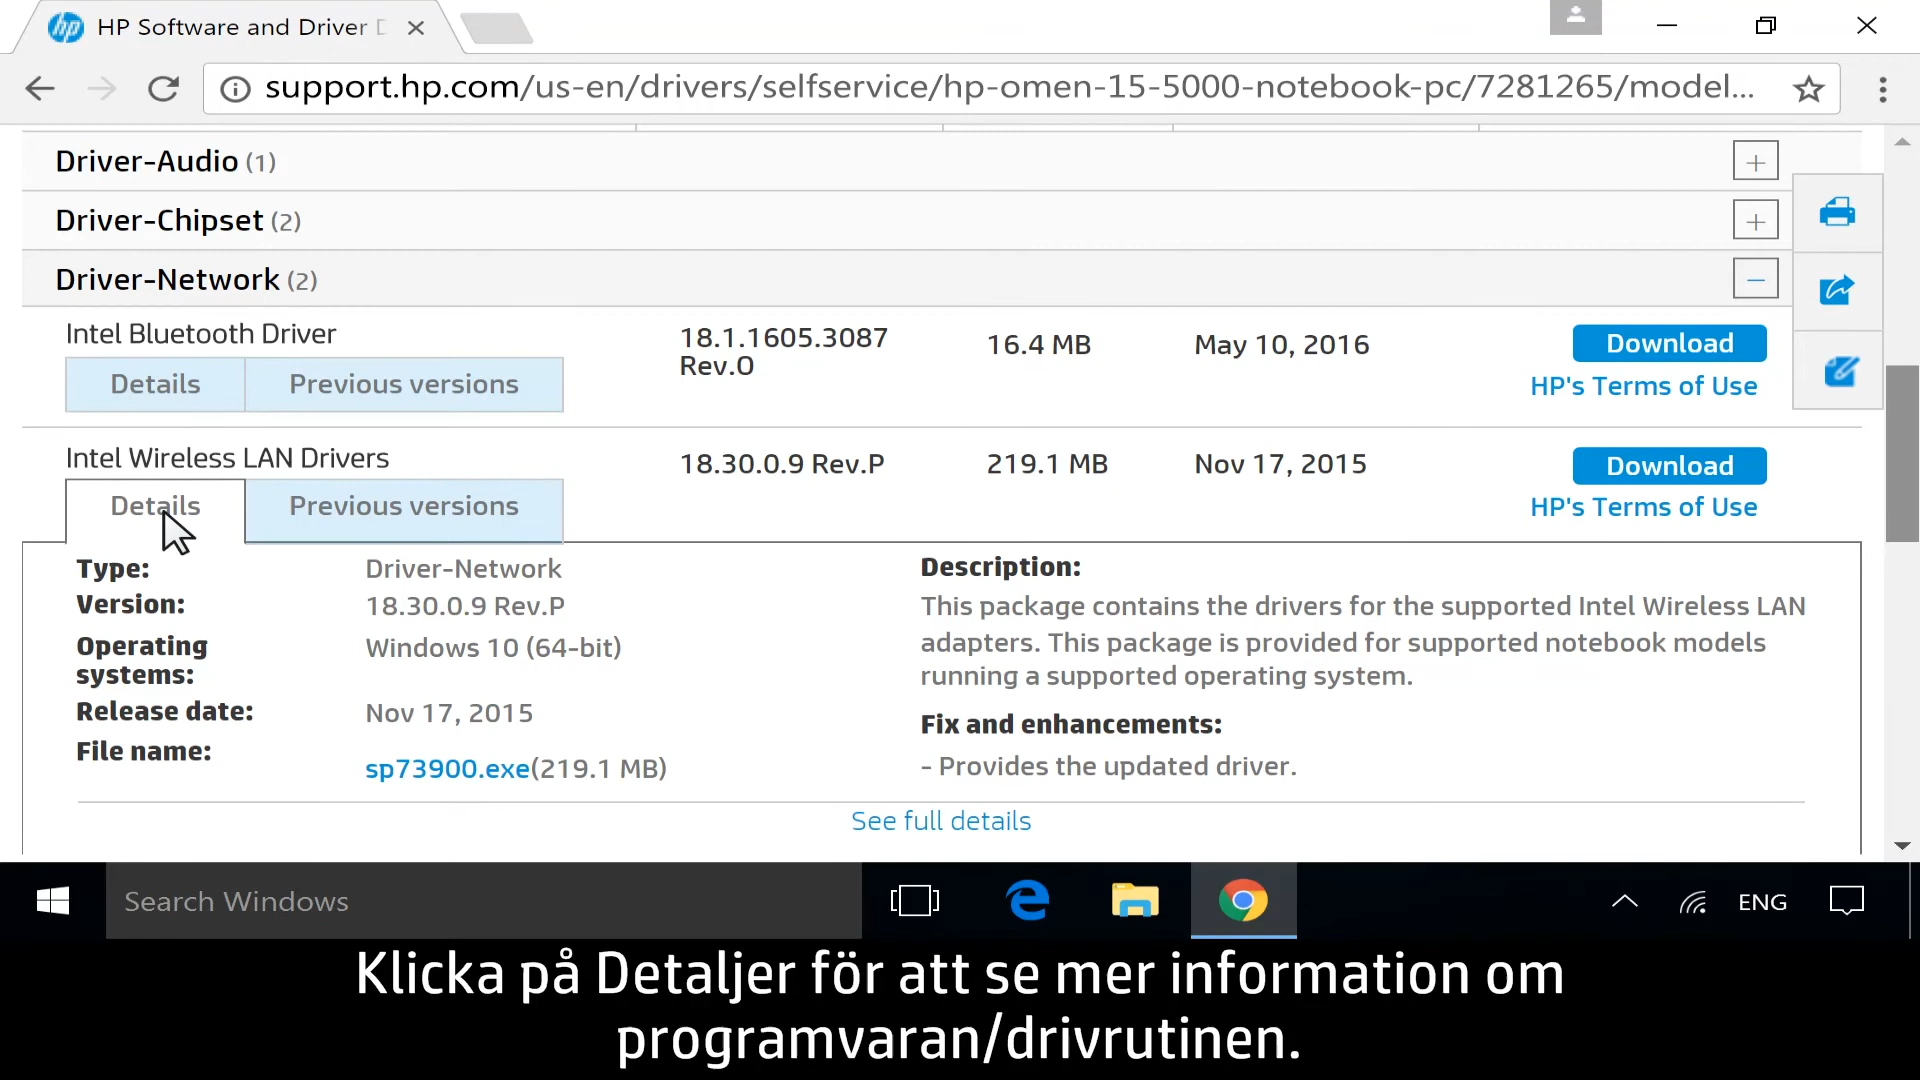 HP Software and Driver D
support.hp.com/us-en/drivers/selfservice/hp-omen-15-5000-notebook-pc/7281265/model...
Driver-Audio (1)
Driver-Chipset (2)
Driver-Network (2)
Intel Bluetooth Driver
18.1.1605.3087
Rev.O
16.4 MB
May 10, 2016
Download
Details
Previous versions
HP's Terms of Use
Intel Wireless LAN Drivers
18.30.0.9 Rev.P
219.1 MB
Nov 17, 2015
Download
Details
Previous versions
HP's Terms of Use
Type:
Driver-Network
Version:
18.30.0.9 Rev.P
Operating
systems:
Windows 10 (64-bit)
Release date:
Nov 17, 2015
File name:
sp73900.exe(219.1 MB)
Description:
This package contains the drivers for the supported Intel Wireless LAN
adapters. This package is provided for supported notebook models
running a supported operating system.
Fix and enhancements:
- Provides the updated driver.
See full details
Search Windows
ENG
Klicka på Detaljer för att se mer information om
programvaran/drivrutinen.